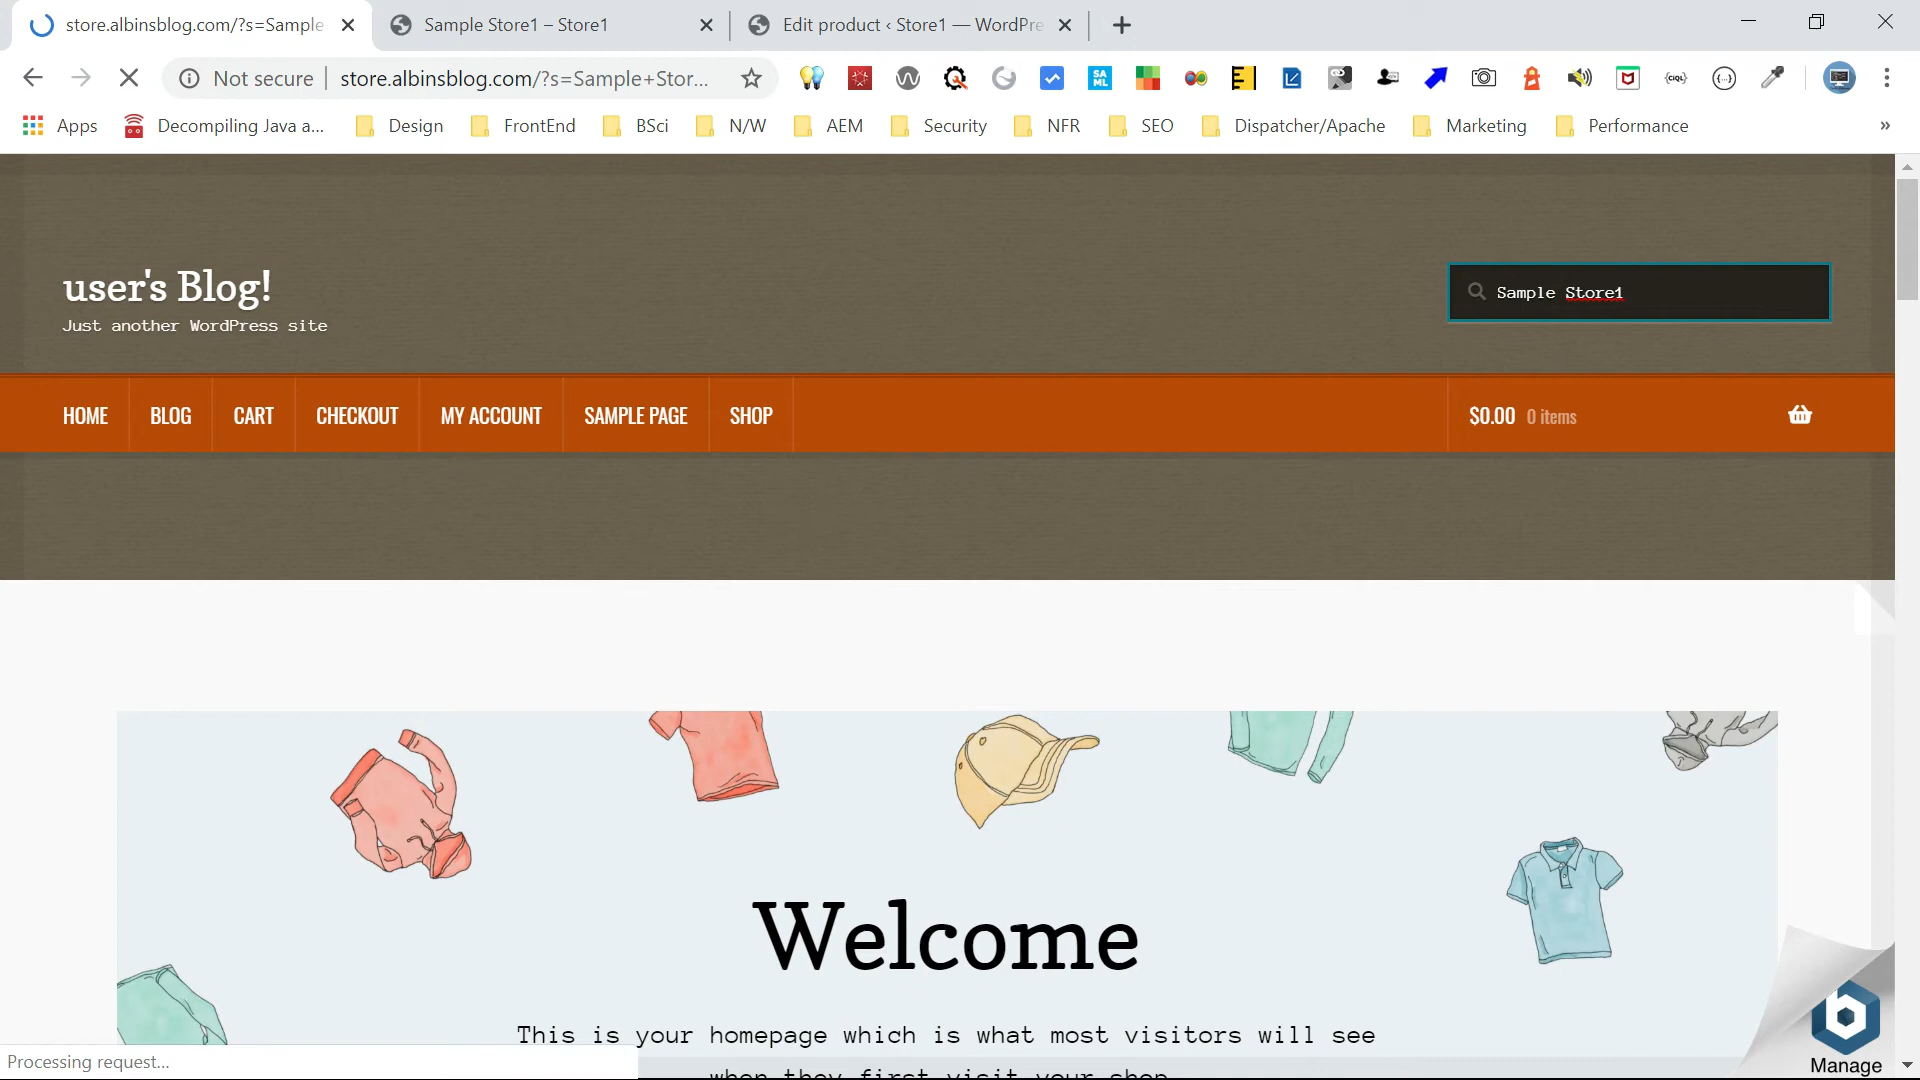 store.albinsblog.com/?s=Sample
Sample Store1 – Store1
Edit product ‹ Store1 — WordPre
Not secure
store.albinsblog.com/?s=Sample+Stor...
Apps
Decompiling Java a...
Design
FrontEnd
BSci
N/W
AEM
Security
NFR
SEO
Dispatcher/Apache
Marketing
Performance
»
user's Blog!
Just another WordPress site
Sample Store1
HOME
BLOG
CART
CHECKOUT
MY ACCOUNT
SAMPLE PAGE
SHOP
$0.00 0 items
Welcome
This is your homepage which is what most visitors will see
when they first visit your shop.
Processing request...
Manage